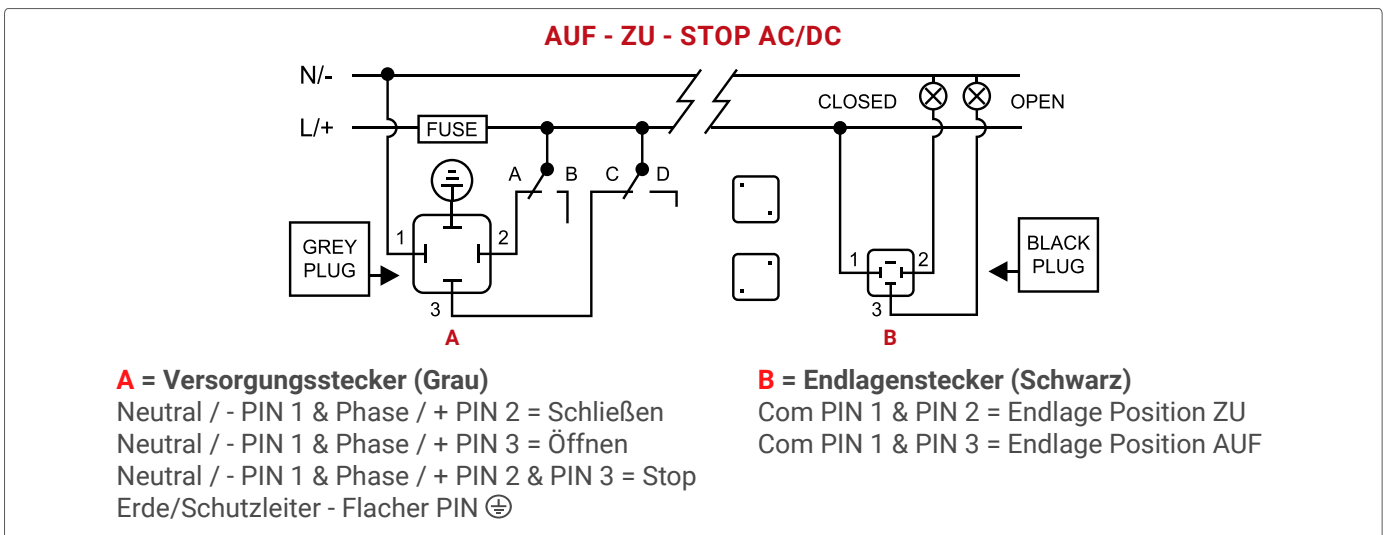 AUF - ZU - STOP AC/DC
N/-
CLOSED
OPEN
L/+
FUSE
A
B
C
D
GREY
PLUG
1
2
3
A
1
2
3
B
BLACK
PLUG
A = Versorgungsstecker (Grau)
Neutral / - PIN 1 & Phase / + PIN 2 = Schließen
Neutral / - PIN 1 & Phase / + PIN 3 = Öffnen
Neutral / - PIN 1 & Phase / + PIN 2 & PIN 3 = Stop
Erde/Schutzleiter - Flacher PIN
B = Endlagenstecker (Schwarz)
Com PIN 1 & PIN 2 = Endlage Position ZU
Com PIN 1 & PIN 3 = Endlage Position AUF